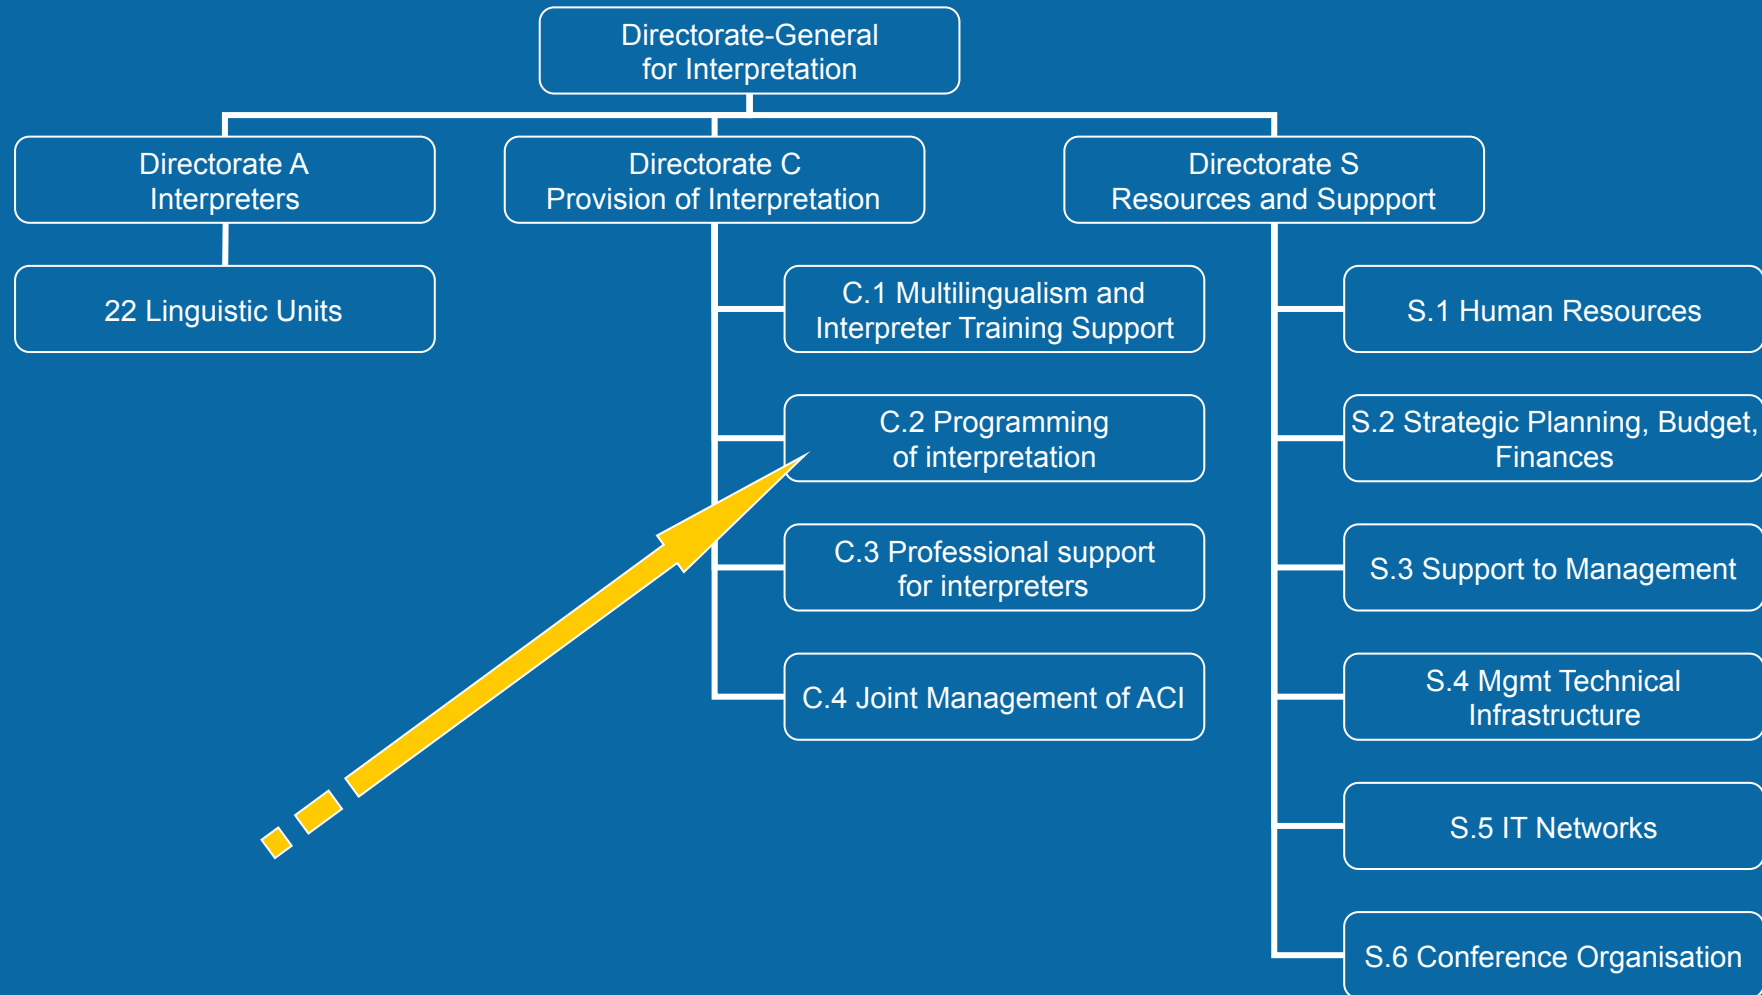 Directorate-General
for Interpretation
Directorate A
Interpreters
Directorate C
Provision of Interpretation
Directorate S
Resources and Suppport
22 Linguistic Units
C.1 Multilingualism and
Interpreter Training Support
C.2 Programming
of interpretation
C.3 Professional support
for interpreters
C.4 Joint Management of ACI
S.1 Human Resources
S.2 Strategic Planning, Budget,
Finances
S.3 Support to Management
S.4 Mgmt Technical
Infrastructure
S.5 IT Networks
S.6 Conference Organisation